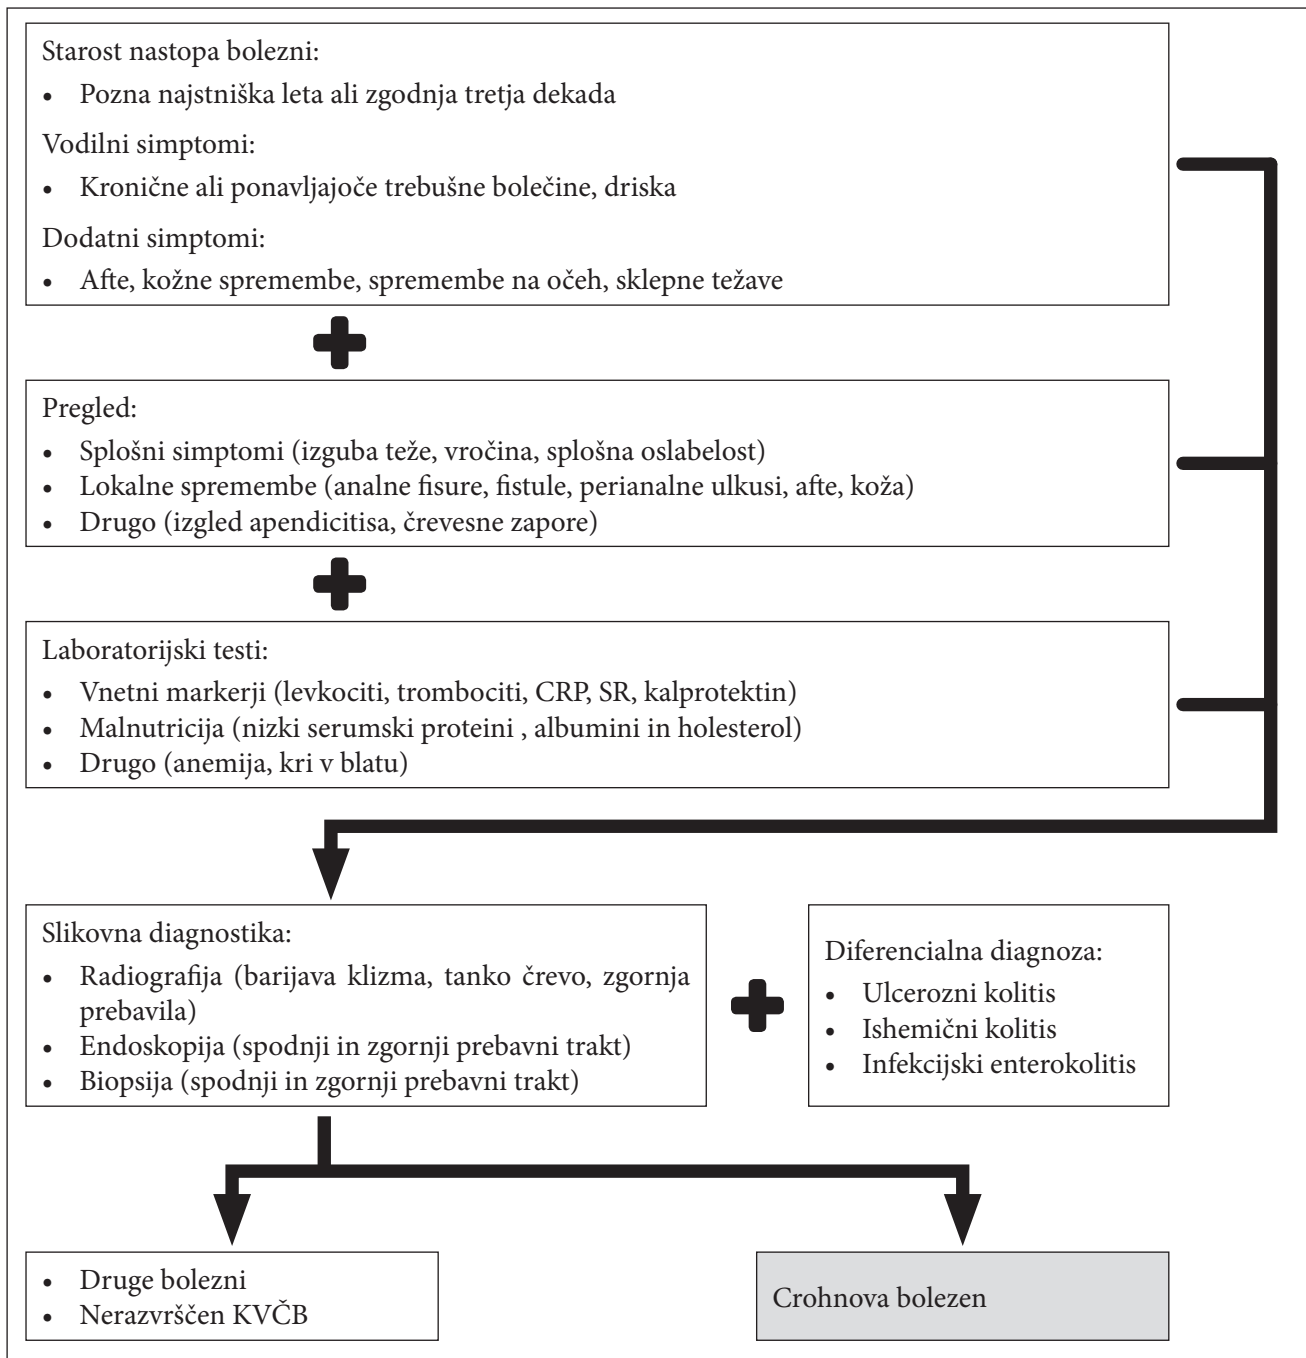 Starost nastopa bolezni:
• Pozna najstniška leta ali zgodnja tretja dekada
Vodilni simptomi:
• Kronične ali ponavljajoče trebušne bolečine, driska
Dodatni simptomi:
• Afte, kožne spremembe, spremembe na očeh, sklepne težave
Pregled:
• Splošni simptomi (izguba teže, vročina, splošna oslabelost)
• Lokalne spremembe (analne fisure, fistule, perianalne ulkusi, afte, koža)
• Drugo (izgled apendicitisa, črevesne zapore)
Laboratorijski testi:
• Vnetni markerji (levkociti, trombociti, CRP, SR, kalprotektin)
• Malnutricija (nizki serumski proteini , albumini in holesterol)
• Drugo (anemija, kri v blatu)
Slikovna diagnostika:
• Radiografija (barijava klizma, tanko črevo, zgornja
prebavila)
• Endoskopija (spodnji in zgornji prebavni trakt)
• Biopsija (spodnji in zgornji prebavni trakt)
Diferencialna diagnoza:
• Ulcerozni kolitis
• Ishemični kolitis
• Infekcijski enterokolitis
• Druge bolezni
• Nerazvrščen KVČB
Crohnova bolezen